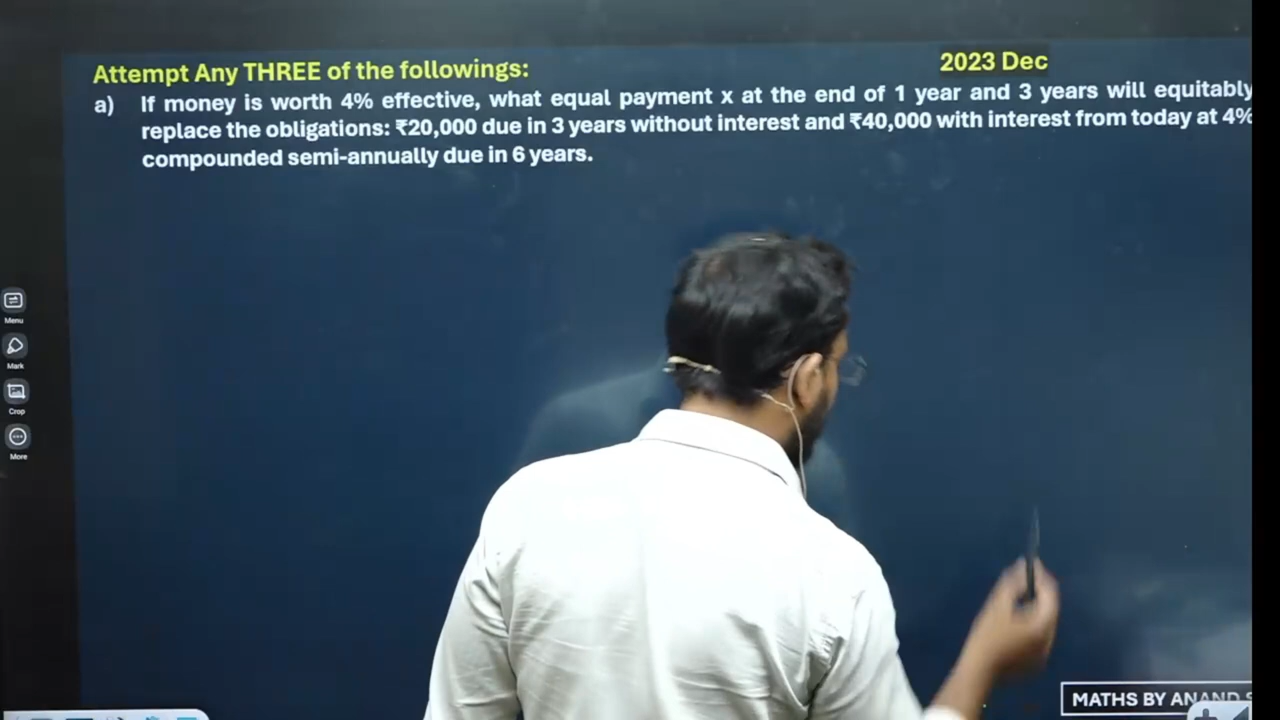 Attempt Any THREE of the followings:
2023 Dec
a) If money is worth 4% effective, what equal payment x at the end of 1 year and 3 years will equitably
replace the obligations: ₹20,000 due in 3 years without interest and ₹40,000 with interest from today at 4%
compounded semi-annually due in 6 years.
Menu
Mark
Crop
More
MATHS BY ANAND